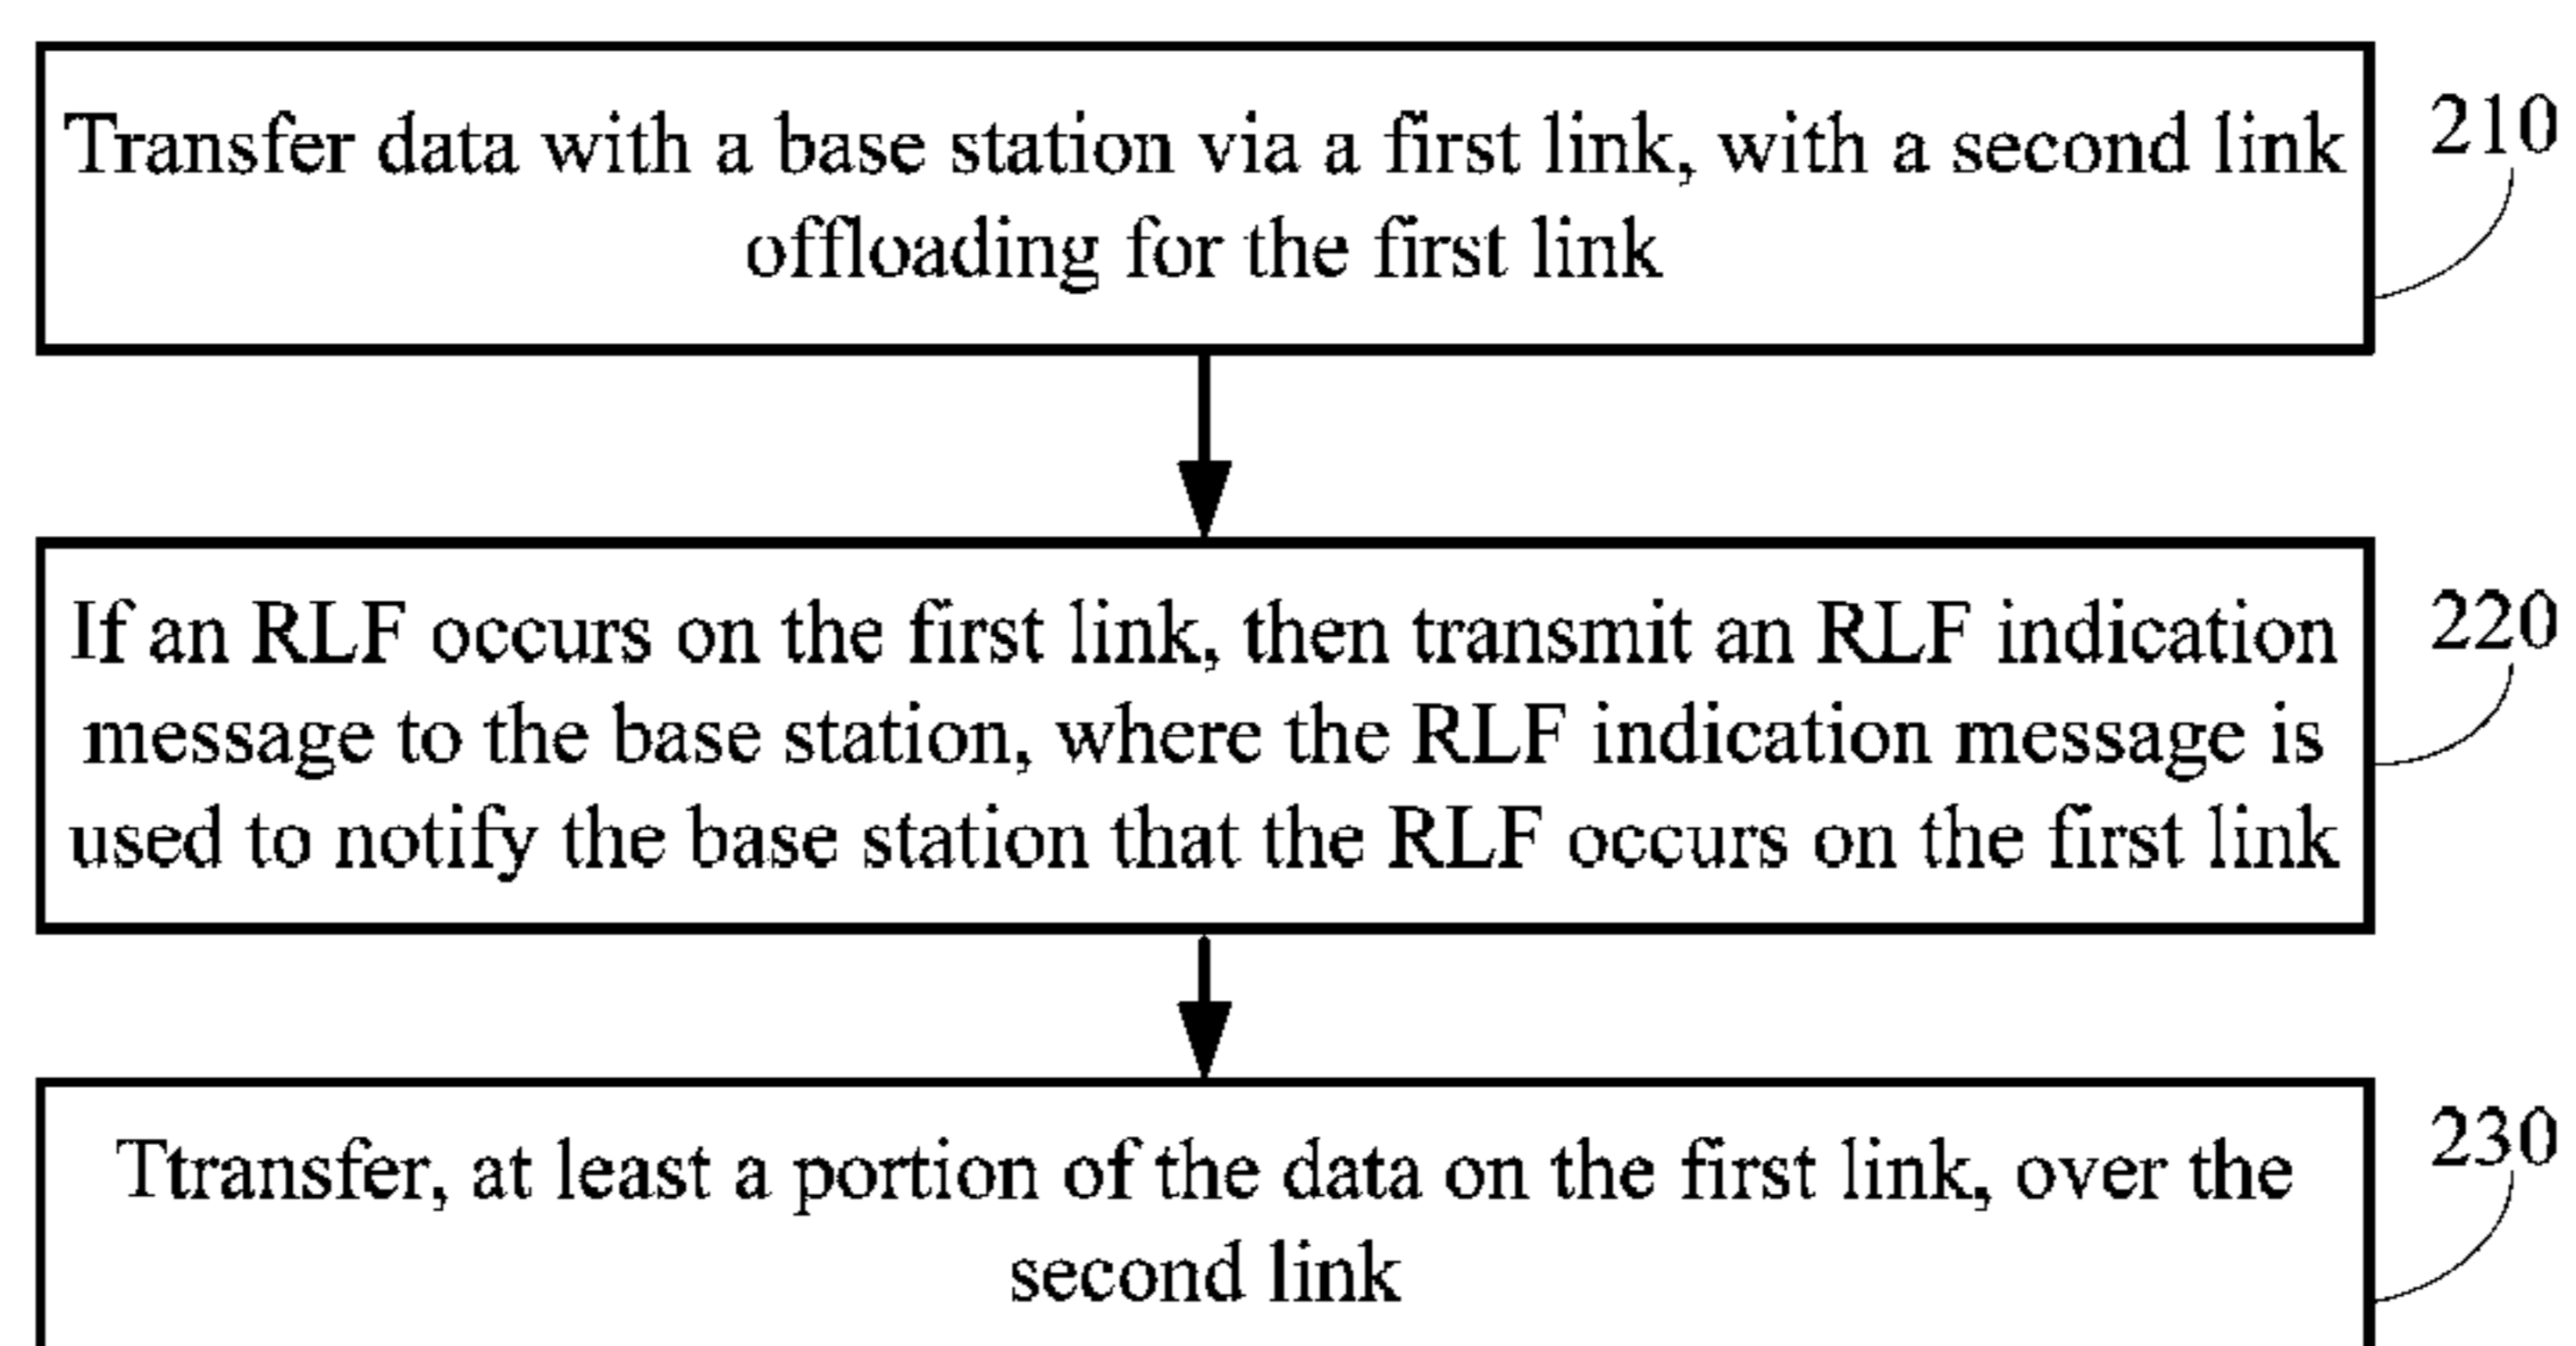 Transfer data with a base station via a first link, with a second link
offloading for the first link
210
If an RLF occurs on the first link, then transmit an RLF indication
message to the base station, where the RLF indication message is
used to notify the base station that the RLF occurs on the first link
220
Ttransfer, at least a portion of the data on the first link, over the
second link
230